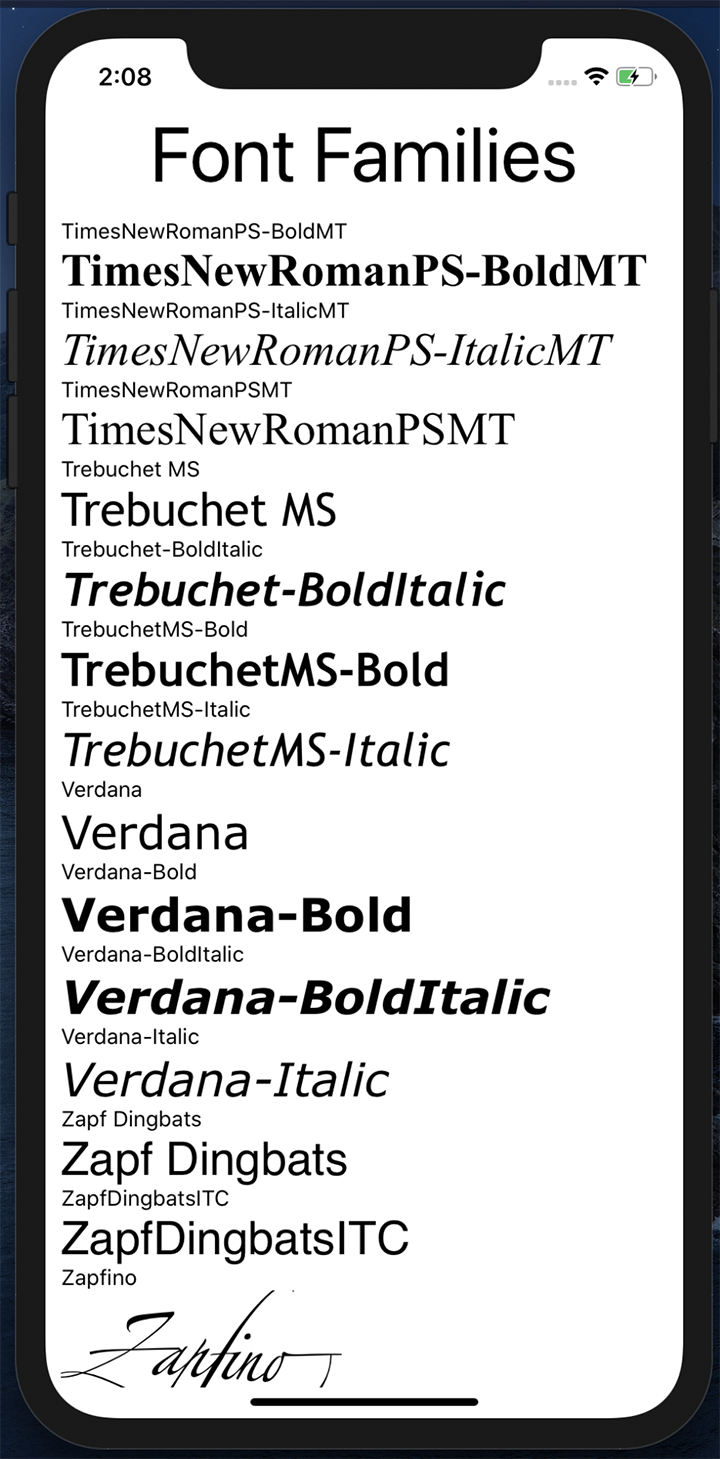 2:08
Font Families
TimesNewRomanPS-BoldMT
TimesNewRomanPS-BoldMT
TimesNewRomanPS-ItalicMT
TimesNewRomanPS-ItalicMT
TimesNewRomanPSMT
TimesNewRomanPSMT
Trebuchet MS
Trebuchet MS
Trebuchet-BoldItalic
Trebuchet-BoldItalic
TrebuchetMS-Bold
TrebuchetMS-Bold
TrebuchetMS-Italic
TrebuchetMS-Italic
Verdana
Verdana
Verdana-Bold
Verdana-Bold
Verdana-BoldItalic
Verdana-BoldItalic
Verdana-Italic
Verdana-Italic
Zapf Dingbats
Zapf Dingbats
ZapfDingbatsITC
ZapfDingbatsITC
Zapfino
Zapfino